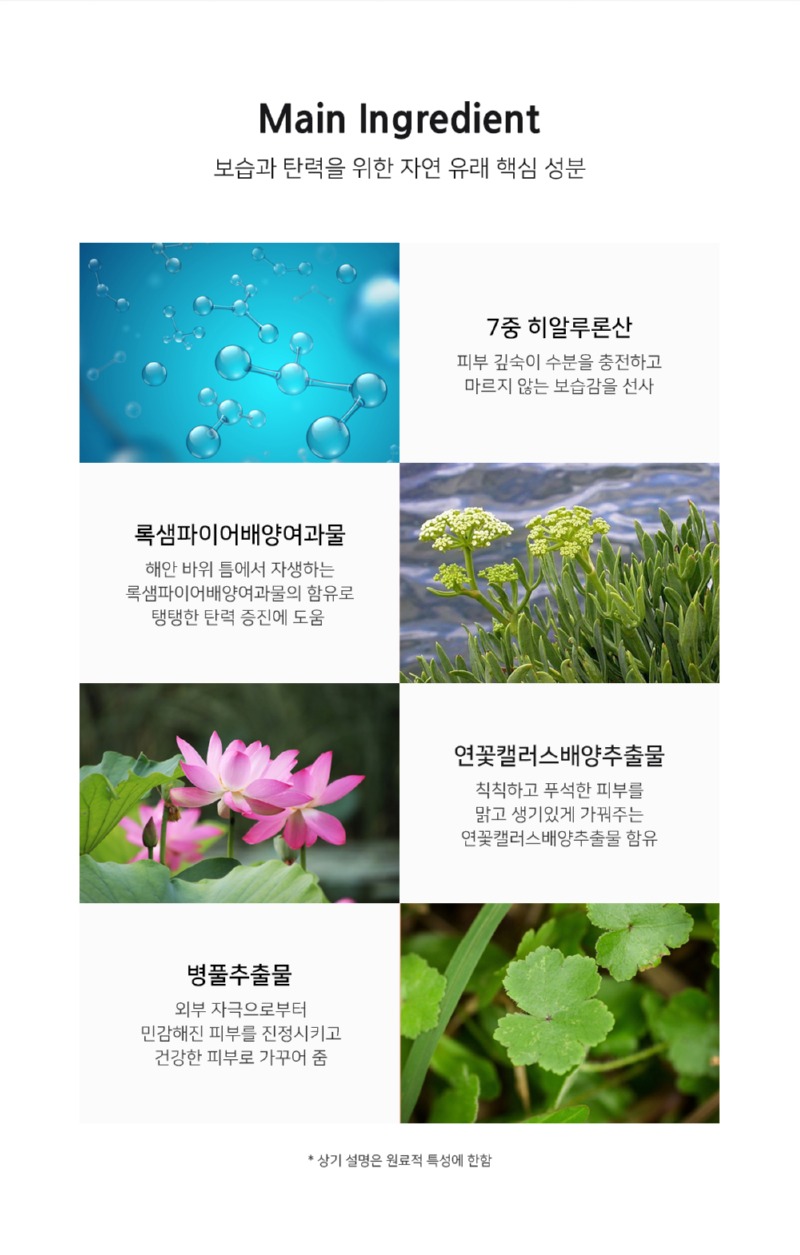 Main Ingredient
보습과 탄력을 위한 자연 유래 핵심 성분
7중 히알루론산
피부 깊숙이 수분을 충전하고
마르지 않는 보습감을 선사
록샘파이어배양여과물
해안 바위 틈에서 자생하는
록샘파이어배양여과물의 함유로
탱탱한 탄력 증진에 도움
연꽃캘러스배양추출물
칙칙하고 푸석한 피부를
맑고 생기있게 가꿔주는
연꽃캘러스배양추출물 함유
병풀추출물
외부 자극으로부터
민감해진 피부를 진정시키고
건강한 피부로 가꾸어 줌
* 상기 설명은 원료적 특성에 한함